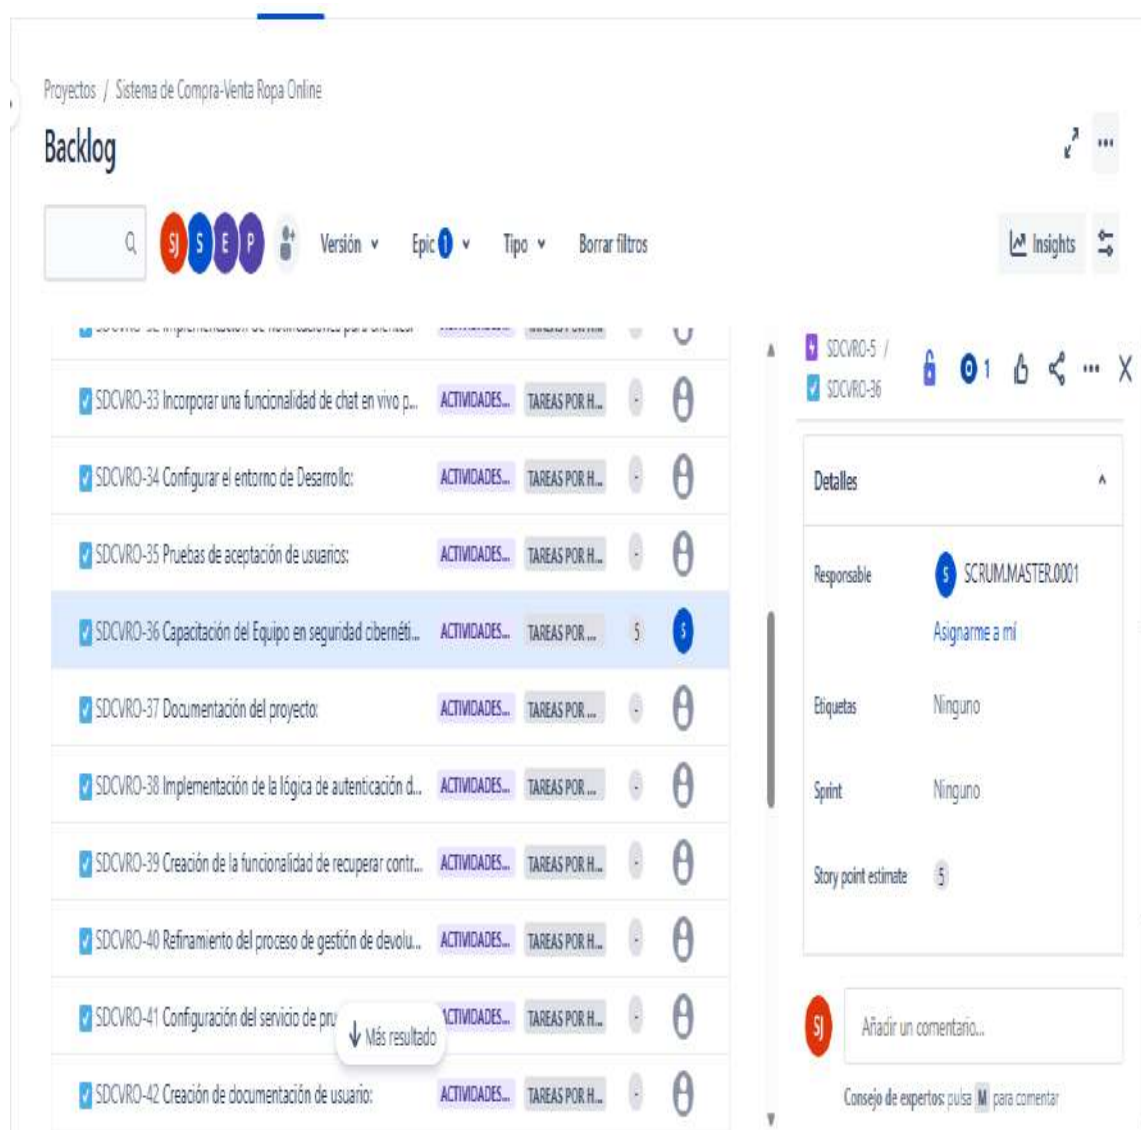 Proyectos / Sistema de Compra-Venta Ropa Online
Backlog
SJ S E P Versión Epic 1 Tipo Borrar filtros Insights
SDCVRO-33 Incorporar una funcionalidad de chat en vivo p... ACTIVIDADES... TAREAS POR H... -
SDCVRO-34 Configurar el entorno de Desarrollo: ACTIVIDADES... TAREAS POR H... -
SDCVRO-35 Pruebas de aceptación de usuarios: ACTIVIDADES... TAREAS POR H... -
SDCVRO-36 Capacitación del Equipo en seguridad cibernéti... ACTIVIDADES... TAREAS POR ... 5 S
SDCVRO-37 Documentación del proyecto: ACTIVIDADES... TAREAS POR ... -
SDCVRO-38 Implementación de la lógica de autenticación d... ACTIVIDADES... TAREAS POR ... -
SDCVRO-39 Creación de la funcionalidad de recuperar contr... ACTIVIDADES... TAREAS POR H... -
SDCVRO-40 Refinamiento del proceso de gestión de devolu... ACTIVIDADES... TAREAS POR H... -
SDCVRO-41 Configuración del servicio de pru ACTIVIDADES... TAREAS POR H... -
Más resultado
SDCVRO-42 Creación de documentación de usuario: ACTIVIDADES... TAREAS POR H... -
SDCVRO-5 /
SDCVRO-36
1
Detalles
Responsable S SCRUM.MASTER.0001
Asignarme a mí
Etiquetas Ninguno
Sprint Ninguno
Story point estimate 5
SJ Añadir un comentario...
Consejo de expertos: pulsa M para comentar